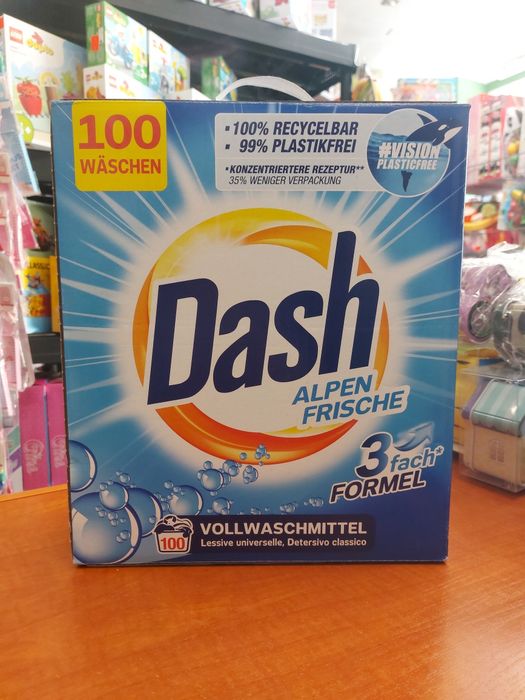 100
WÄSCHEN
100% RECYCELBAR
99% PLASTIKFREI
*KONZENTRIERTERE REZEPTUR**
35% WENIGER VERPACKUNG
#VISION
PLASTICFREE
Dash
ALPEN
FRISCHE
3fach*
FORMEL
100
VOLLWASCHMITTEL
Lessive universelle, Detersivo classico